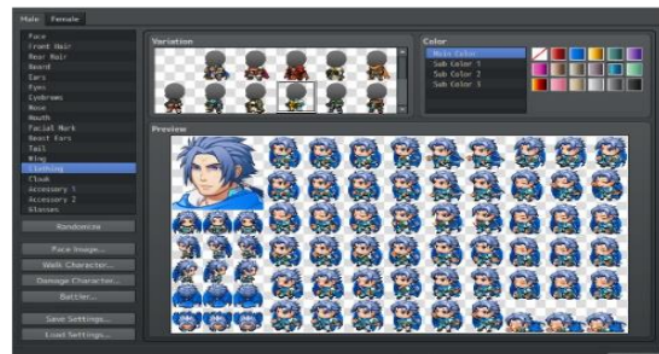 Male Female
Face
Front Hair
Rear Hair
Beard
Ears
Eyes
Eyebrows
Nose
Mouth
Facial Mark
Beast Ears
Tail
Wing
Clothing
Cloak
Accessory 1
Accessory 2
Glasses
Randomize
Face Image...
Walk Character...
Damage Character...
Battler...
Save Settings...
Load Settings...
Variation
Color
Main Color
Sub Color 1
Sub Color 2
Sub Color 3
Preview